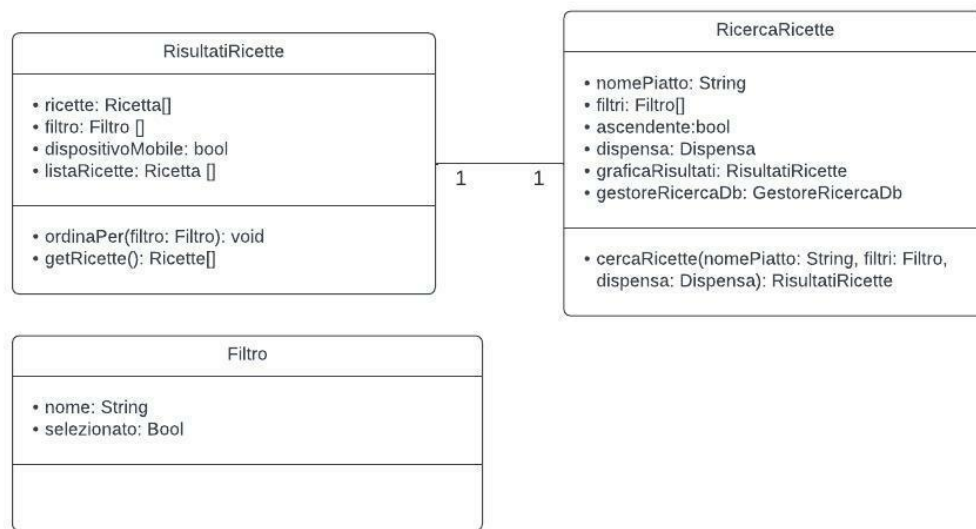 RisultatiRicette
• ricette: Ricetta[]
• filtro: Filtro []
• dispositivoMobile: bool
• listaRicette: Ricetta []
• ordinaPer(filtro: Filtro): void
• getRicette(): Ricette[]
1
1
RicercaRicette
• nomePiatto: String
• filtri: Filtro[]
• ascendente:bool
• dispensa: Dispensa
• graficaRisultati: RisultatiRicette
• gestoreRicercaDb: GestoreRicercaDb
• cercaRicette(nomePiatto: String, filtri: Filtro,
dispensa: Dispensa): RisultatiRicette
Filtro
• nome: String
• selezionato: Bool